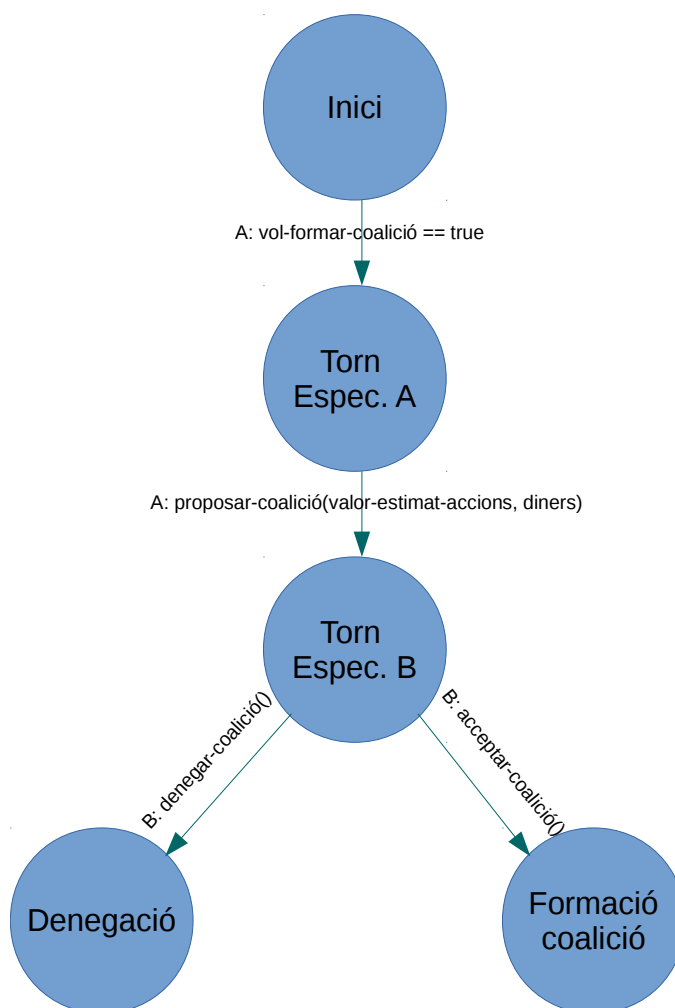 Inici
A: vol-formar-coalició == true
Torn
Espec. A
A: proposar-coalició(valor-estimat-accions, diners)
Torn
Espec. B
B: denegar-coalició()
B: acceptar-coalició()
Denegació
Formació
coalició